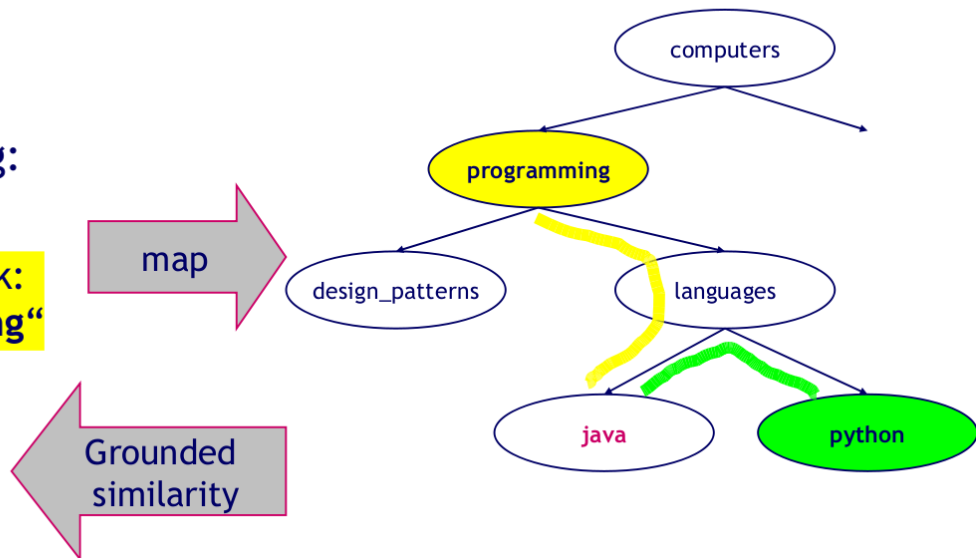 computers
g:
programming
map
k:
ng“
design_patterns
languages
java
python
Grounded
similarity